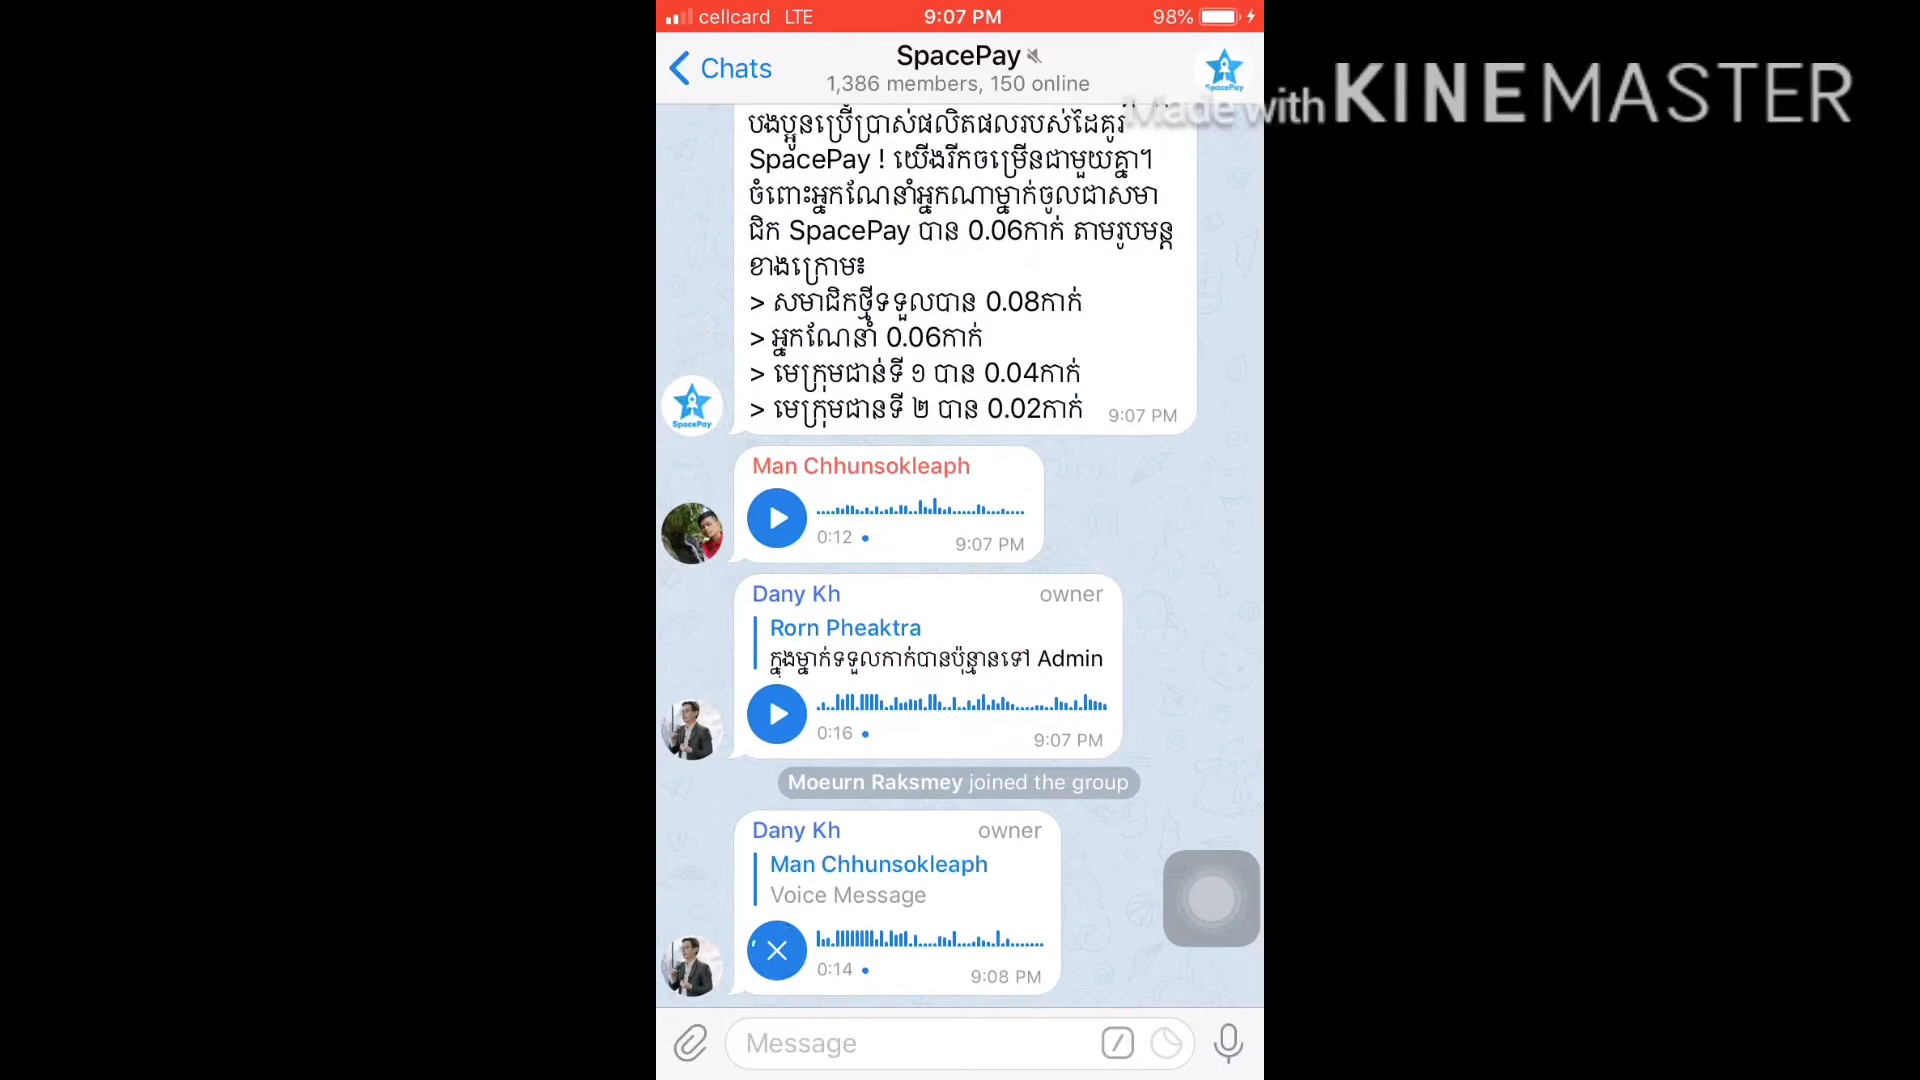 cellcard LTE 9:07 PM 98%
Chats SpacePay
1,386 members, 150 online
SpacePay
Made with KINEMASTER
បងប្អូនប្រើប្រាស់ផលិតផលរបស់ដៃគូរ
SpacePay ! យើងរីកចម្រើនជាមួយគ្នា។
ចំពោះអ្នកណែនាំអ្នកណាម្នាក់ចូលជាសមា
ជិក SpacePay បាន 0.06កាក់ តាមរូបមន្ត
ខាងក្រោម៖
> សមាជិកថ្មីទទួលបាន 0.08កាក់
> អ្នកណែនាំ 0.06កាក់
> មេក្រុមជាន់ទី ១ បាន 0.04កាក់
> មេក្រុមជានទី ២ បាន 0.02កាក់ 9:07 PM
SpacePay
Man Chhunsokleaph
0:12 9:07 PM
Dany Kh owner
Rorn Pheaktra
ក្នុងម្នាក់ទទួលកាក់បានប៉ុន្មានទៅ Admin
0:16 9:07 PM
Moeurn Raksmey joined the group
Dany Kh owner
Man Chhunsokleaph
Voice Message
0:14 9:08 PM
Message